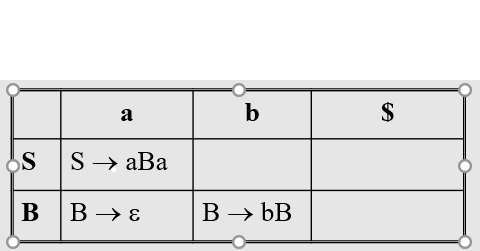 a b $
S S → aBa
B B → ε B → bB